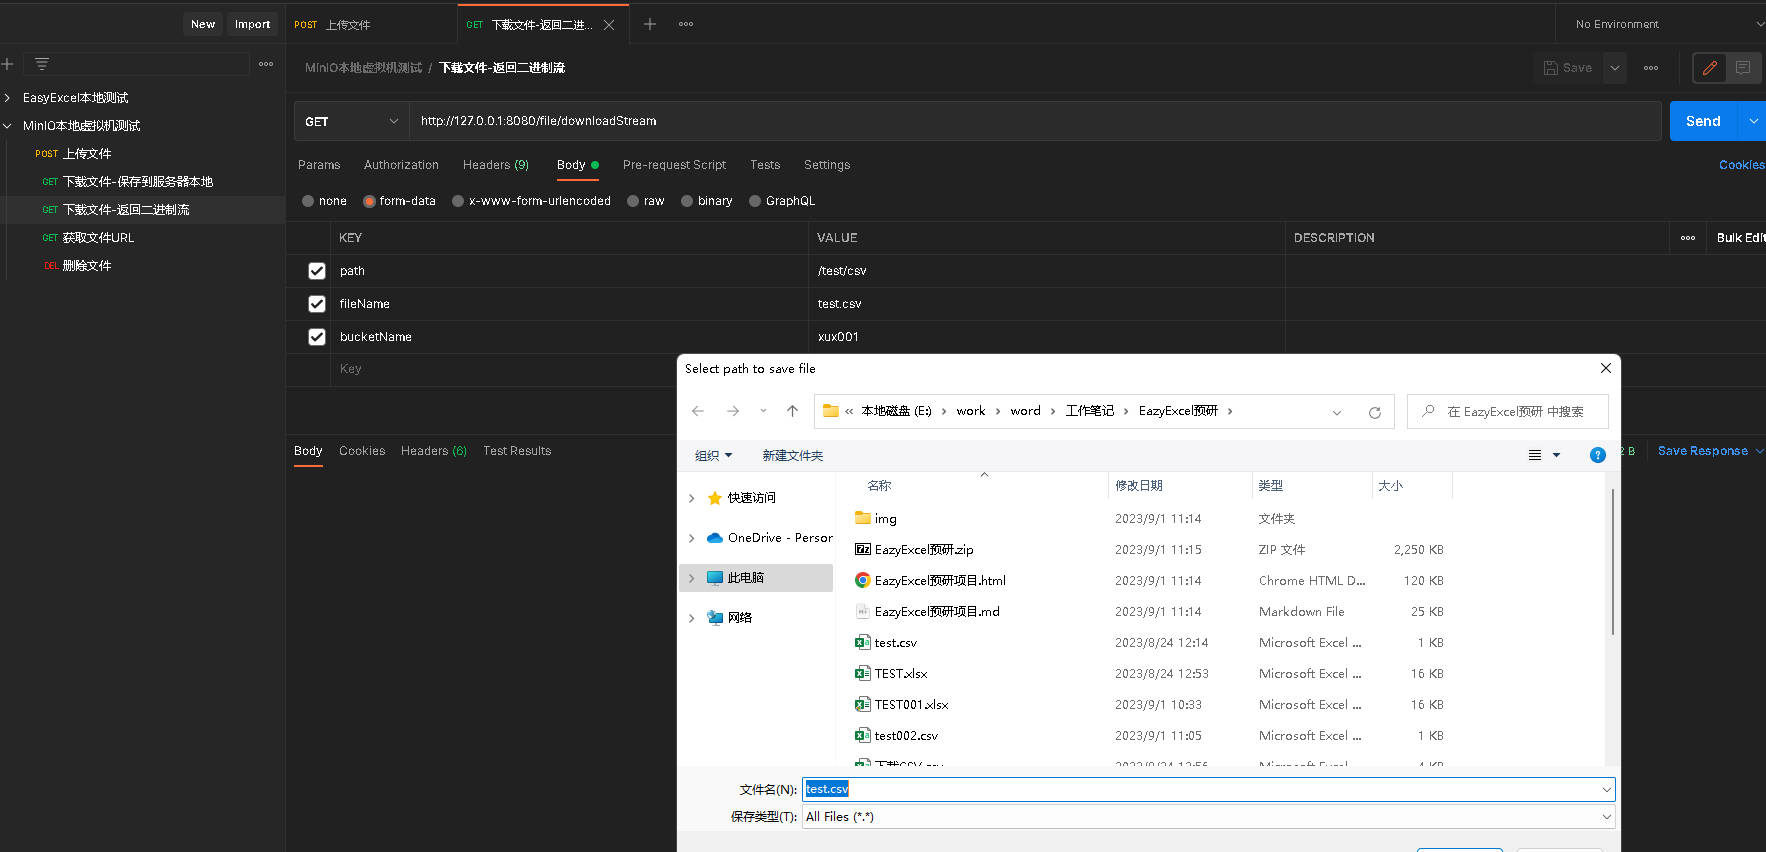 New Import POST 上传文件 GET 下载文件-返回二进... No Environment
MinIO本地虚拟机测试 / 下载文件-返回二进制流 Save
EasyExcel本地测试
MinIO本地虚拟机测试
POST 上传文件
GET 下载文件-保存到服务器本地
GET 下载文件-返回二进制流
GET 获取文件URL
DEL 删除文件
GET http://127.0.0.1:8080/file/downloadStream Send
Params Authorization Headers (9) Body Pre-request Script Tests Settings Cookies
none form-data x-www-form-urlencoded raw binary GraphQL
KEY VALUE DESCRIPTION Bulk Edit
path /test/csv
fileName test.csv
bucketName xux001
Key
Body Cookies Headers (6) Test Results 2 B Save Response
Select path to save file
« 本地磁盘 (E:) › work › word › 工作笔记 › EazyExcel预研 › 在 EazyExcel预研 中搜索
组织 新建文件夹
快速访问
OneDrive - Person
此电脑
网络
名称 修改日期 类型 大小
img 2023/9/1 11:14 文件夹
EazyExcel预研.zip 2023/9/1 11:15 ZIP 文件 2,250 KB
EazyExcel预研项目.html 2023/9/1 11:14 Chrome HTML D... 120 KB
EazyExcel预研项目.md 2023/9/1 11:14 Markdown File 25 KB
test.csv 2023/8/24 12:14 Microsoft Excel ... 1 KB
TEST.xlsx 2023/8/24 12:53 Microsoft Excel ... 16 KB
TEST001.xlsx 2023/9/1 10:33 Microsoft Excel ... 16 KB
test002.csv 2023/9/1 11:05 Microsoft Excel ... 1 KB
文件名(N): test.csv
保存类型(T): All Files (*.*)